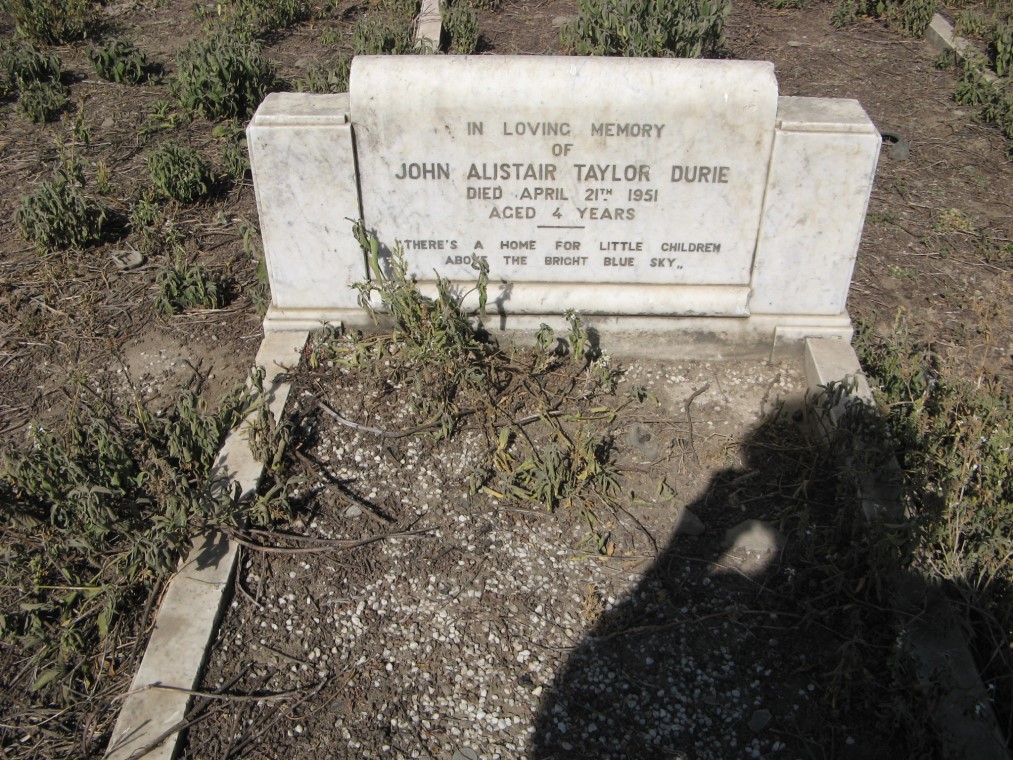 IN LOVING MEMORY
OF
JOHN ALISTAIR TAYLOR DURIE
DIED APRIL 21TH 1951
AGED 4 YEARS
"THERE'S A HOME FOR LITTLE CHILDREN
ABOVE THE BRIGHT BLUE SKY"